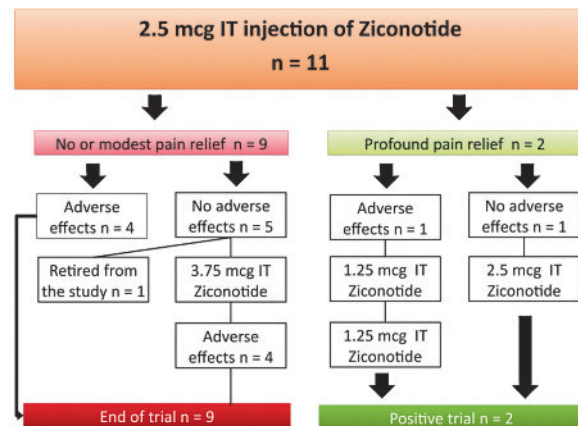 2.5 mcg IT injection of Ziconotide
n = 11
No or modest pain relief n = 9
Profound pain relief n = 2
Adverse
effects n = 4
No adverse
effects n = 5
Adverse
effects n = 1
No adverse
effects n = 1
Retired from
the study n = 1
3.75 mcg IT
Ziconotide
1.25 mcg IT
Ziconotide
2.5 mcg IT
Ziconotide
Adverse
effects n = 4
1.25 mcg IT
Ziconotide
End of trial n = 9
Positive trial n = 2